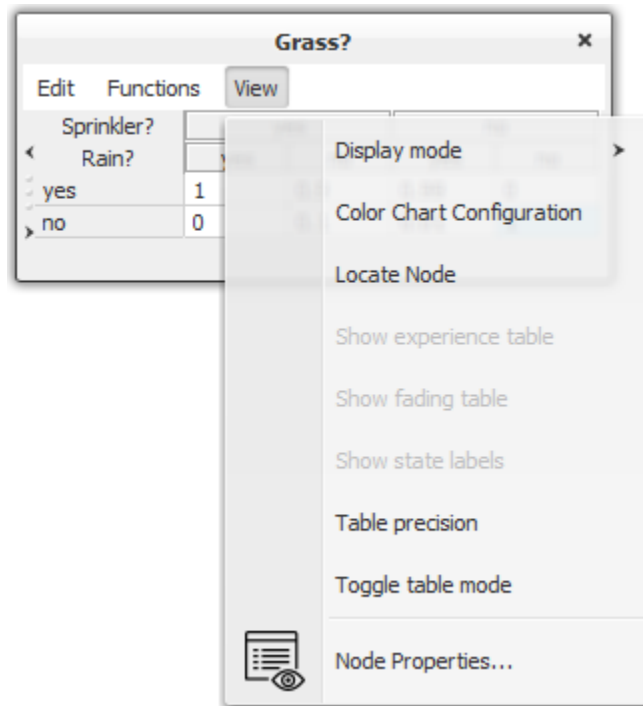 Grass?
Edit Functions View
Sprinkler?
Rain?
yes 1
no 0
Display mode
Color Chart Configuration
Locate Node
Show experience table
Show fading table
Show state labels
Table precision
Toggle table mode
Node Properties...